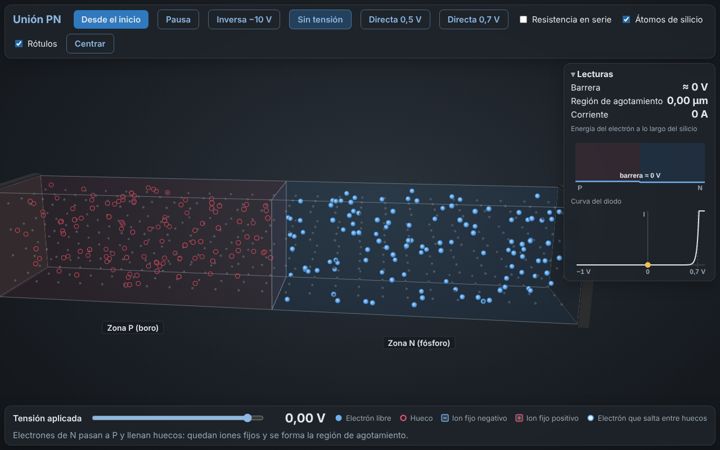 Unión PN
Desde el inicio
Pausa
Inversa −10 V
Sin tensión
Directa 0,5 V
Directa 0,7 V
Resistencia en serie
Átomos de silicio
Rótulos
Centrar
▾ Lecturas
Barrera ≈ 0 V
Región de agotamiento 0,00 µm
Corriente 0 A
Energía del electrón a lo largo del silicio
barrera ≈ 0 V
P N
Curva del diodo
I
−1 V 0 0,7 V
Zona P (boro)
Zona N (fósforo)
Tensión aplicada 0,00 V
Electrón libre
Hueco
Ion fijo negativo
Ion fijo positivo
Electrón que salta entre huecos
Electrones de N pasan a P y llenan huecos: quedan iones fijos y se forma la región de agotamiento.